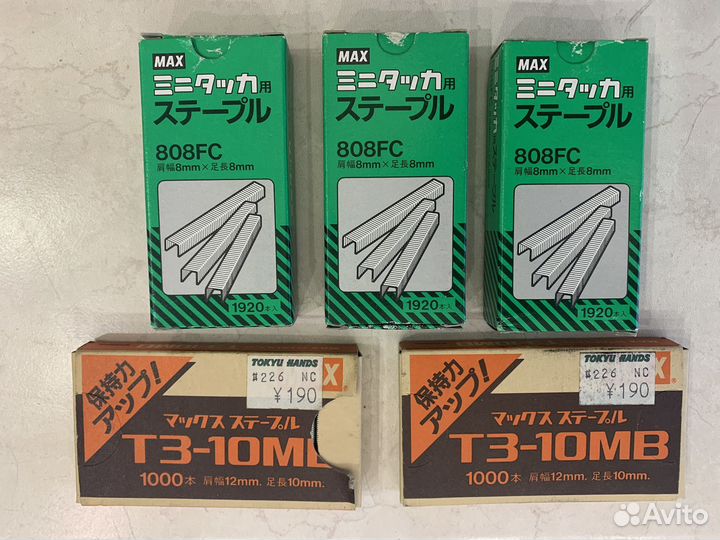 MAX
ミニタッカ用
ステープル
808FC
肩幅8mm×足長8mm
1920本入
MAX
ミニタッカ用
ステープル
808FC
肩幅8mm×足長8mm
1920本入
MAX
ミニタッカ用
ステープル
808FC
肩幅8mm×足長8mm
1920本入
保持力
アップ!
TOKYU HANDS
#226 NC
¥190
X
マックス ステープル
T3-10MB
1000本 肩幅12mm. 足長10mm.
保持力
アップ!
TOKYU HANDS
#226 NC
¥190
X
マックス ステープル
T3-10MB
1000本 肩幅12mm. 足長10mm.
Avito